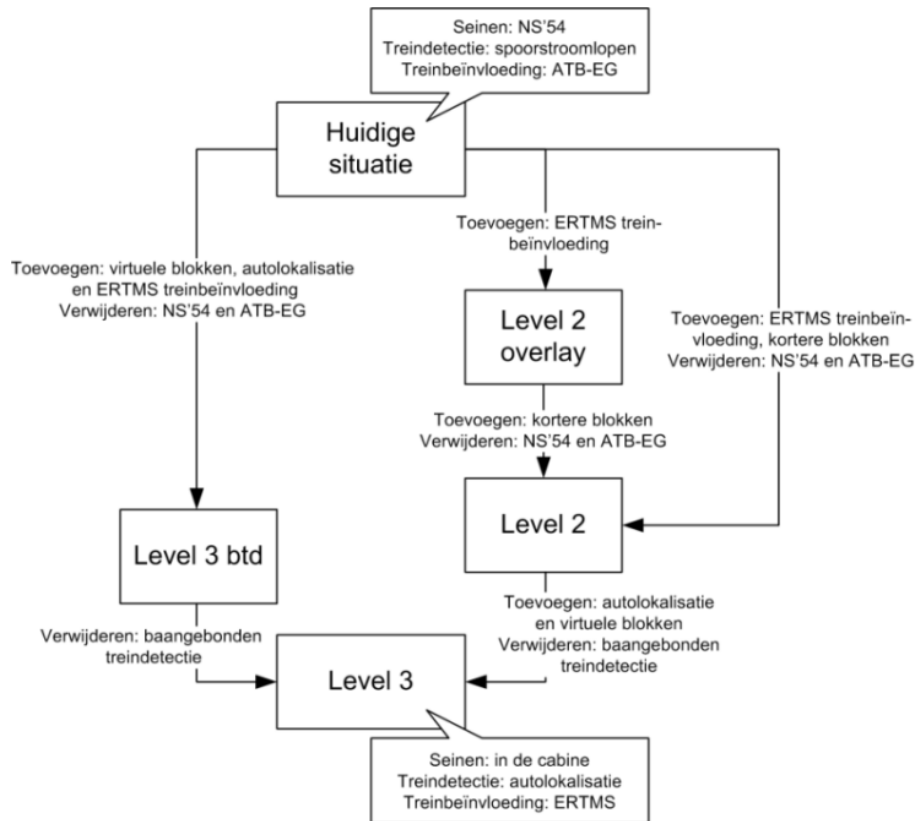 Seinen: NS'54
Treindetectie: spoorstroomlopen
Treinbeïnvloeding: ATB-EG
Huidige
situatie
Toevoegen: ERTMS trein-
beïnvloeding
Toevoegen: virtuele blokken, autolokalisatie
en ERTMS treinbeïnvloeding
Verwijderen: NS'54 en ATB-EG
Level 2
overlay
Toevoegen: ERTMS treinbeïn-
vloeding, kortere blokken
Verwijderen: NS'54 en ATB-EG
Toevoegen: kortere blokken
Verwijderen: NS'54 en ATB-EG
Level 2
Level 3 btd
Toevoegen: autolokalisatie
en virtuele blokken
Verwijderen: baangebonden
treindetectie
Verwijderen: baangebonden
treindetectie
Level 3
Seinen: in de cabine
Treindetectie: autolokalisatie
Treinbeïnvloeding: ERTMS